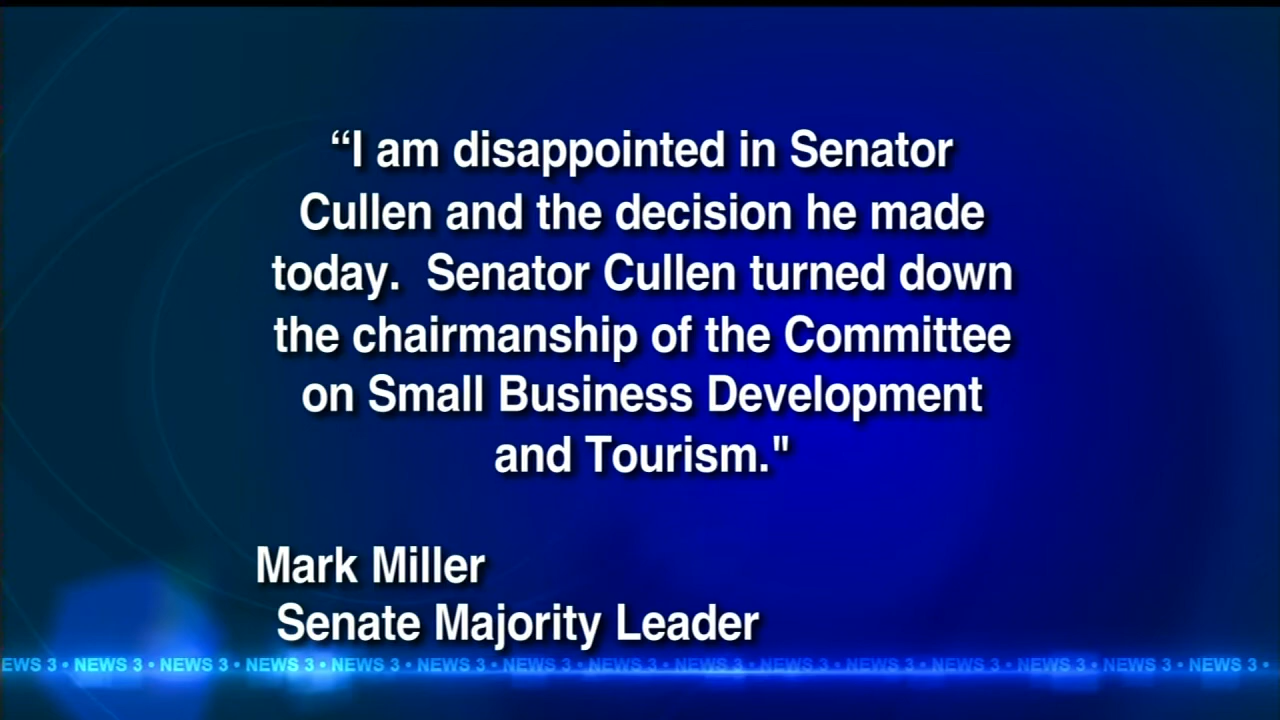 “I am disappointed in Senator
Cullen and the decision he made
today.  Senator Cullen turned down
the chairmanship of the Committee
on Small Business Development
and Tourism."
Mark Miller
Senate Majority Leader
EWS 3 • NEWS 3 • NEWS 3 • NEWS 3 • NEWS 3 • NEWS 3 • NEWS 3 • NEWS 3 • NEWS 3 • NEWS 3 • NEWS 3 • NEWS 3 • NEWS 3 • NEWS 3 • NEWS 3 •